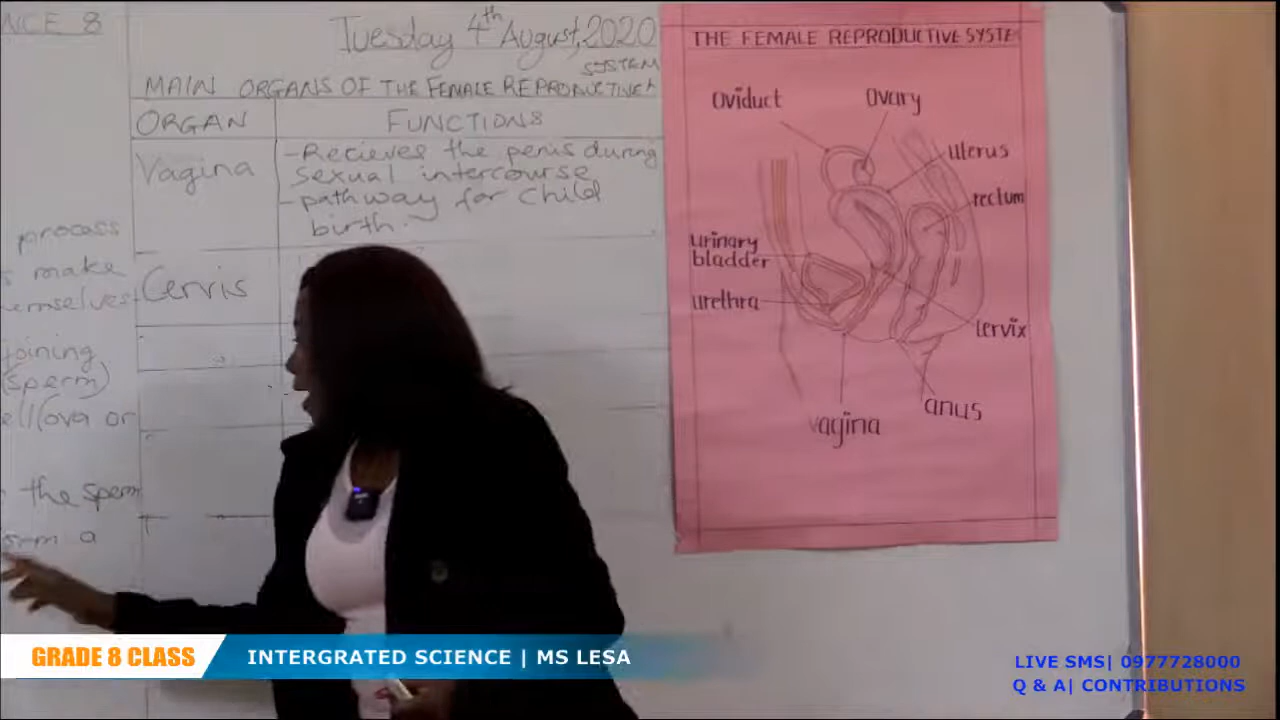 NCE 8
process
s make
emselves
joining
(sperm)
ell(ova or
the sperm
orm a
Tuesday 4th August, 2020
MAIN ORGANS OF THE FEMALE REPRODUCTIVE SYSTEM
ORGAN FUNCTIONS
Vagina
-Recieves the penis during
sexual intercourse
-pathway for child
birth.
Cervis
THE FEMALE REPRODUCTIVE SYSTE
oviduct
ovary
uterus
rectum
urinary
bladder
urethra
cervix
anus
vagina
GRADE 8 CLASS
INTERGRATED SCIENCE | MS LESA
LIVE SMS| 0977728000
Q & A| CONTRIBUTIONS